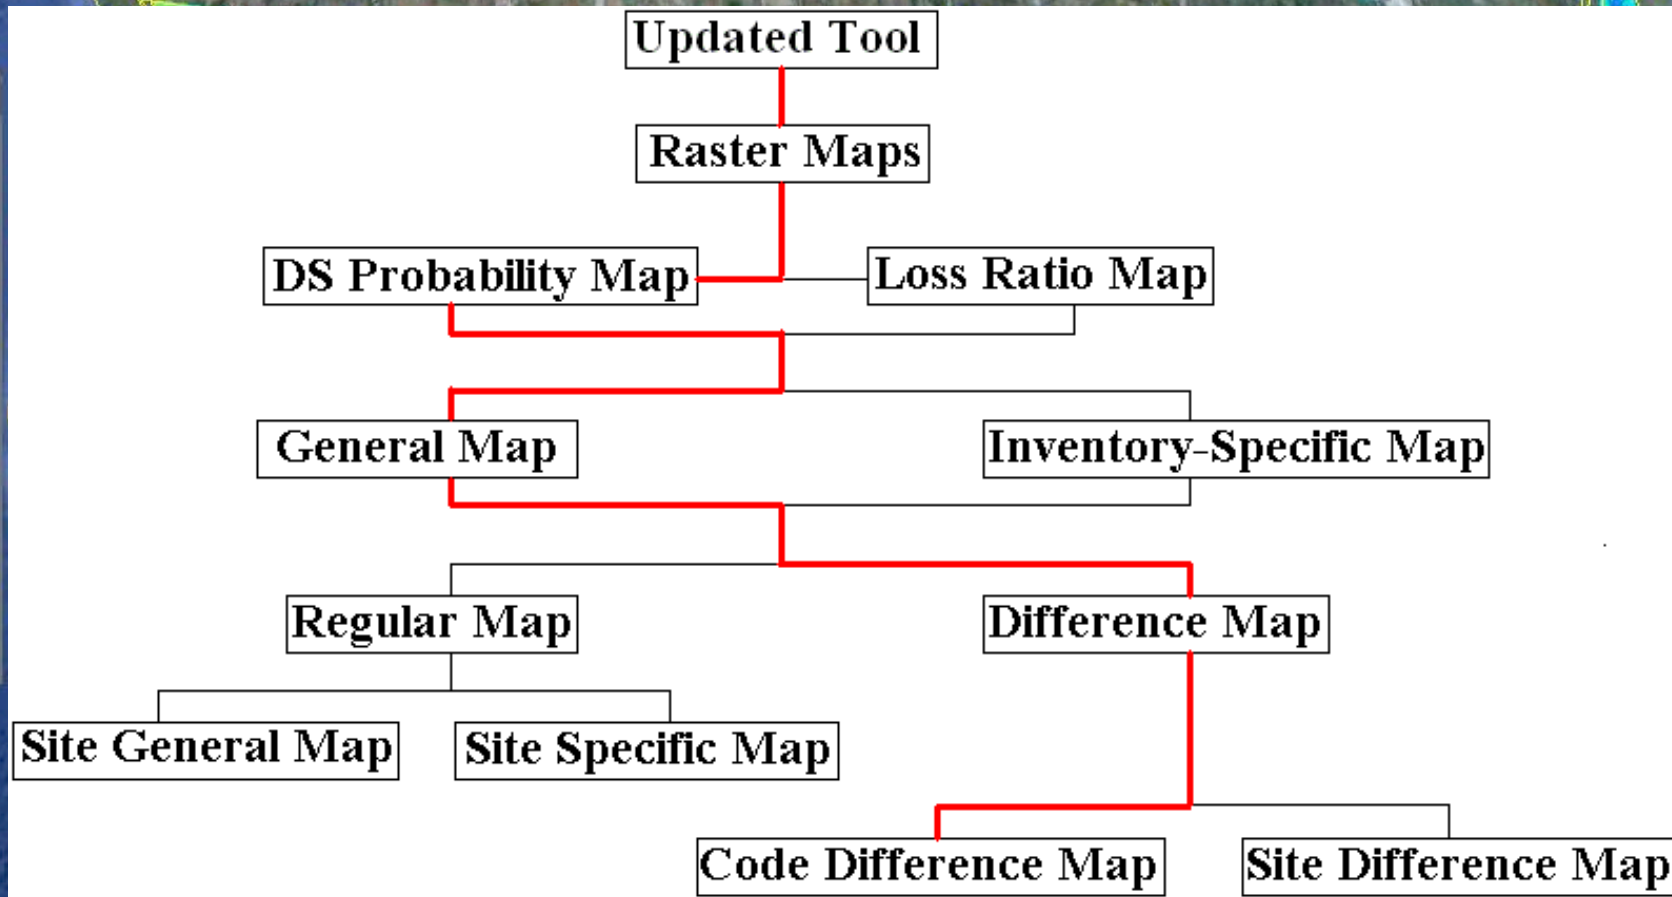 Updated Tool
Raster Maps
DS Probability Map
Loss Ratio Map
General Map
Inventory-Specific Map
Regular Map
Difference Map
Site General Map
Site Specific Map
Code Difference Map
Site Difference Map